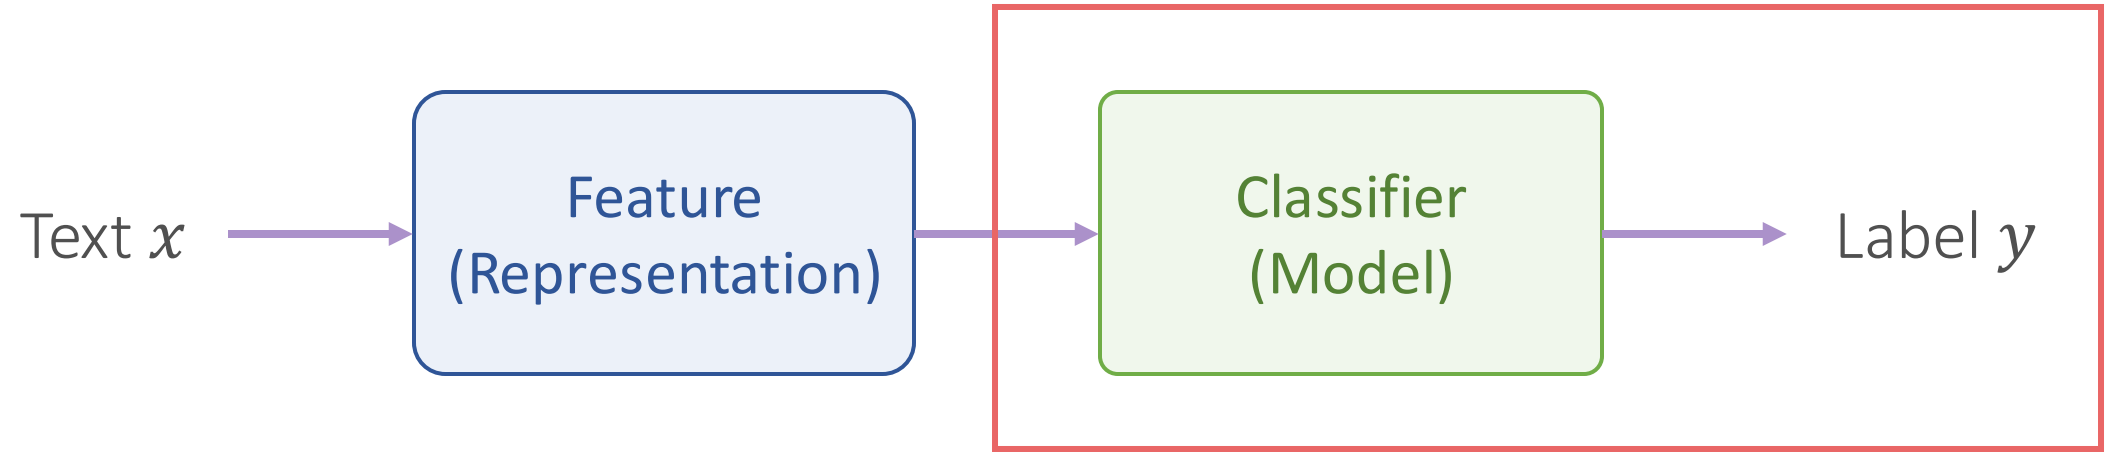 Text x
Feature
(Representation)
Classifier
(Model)
Label y